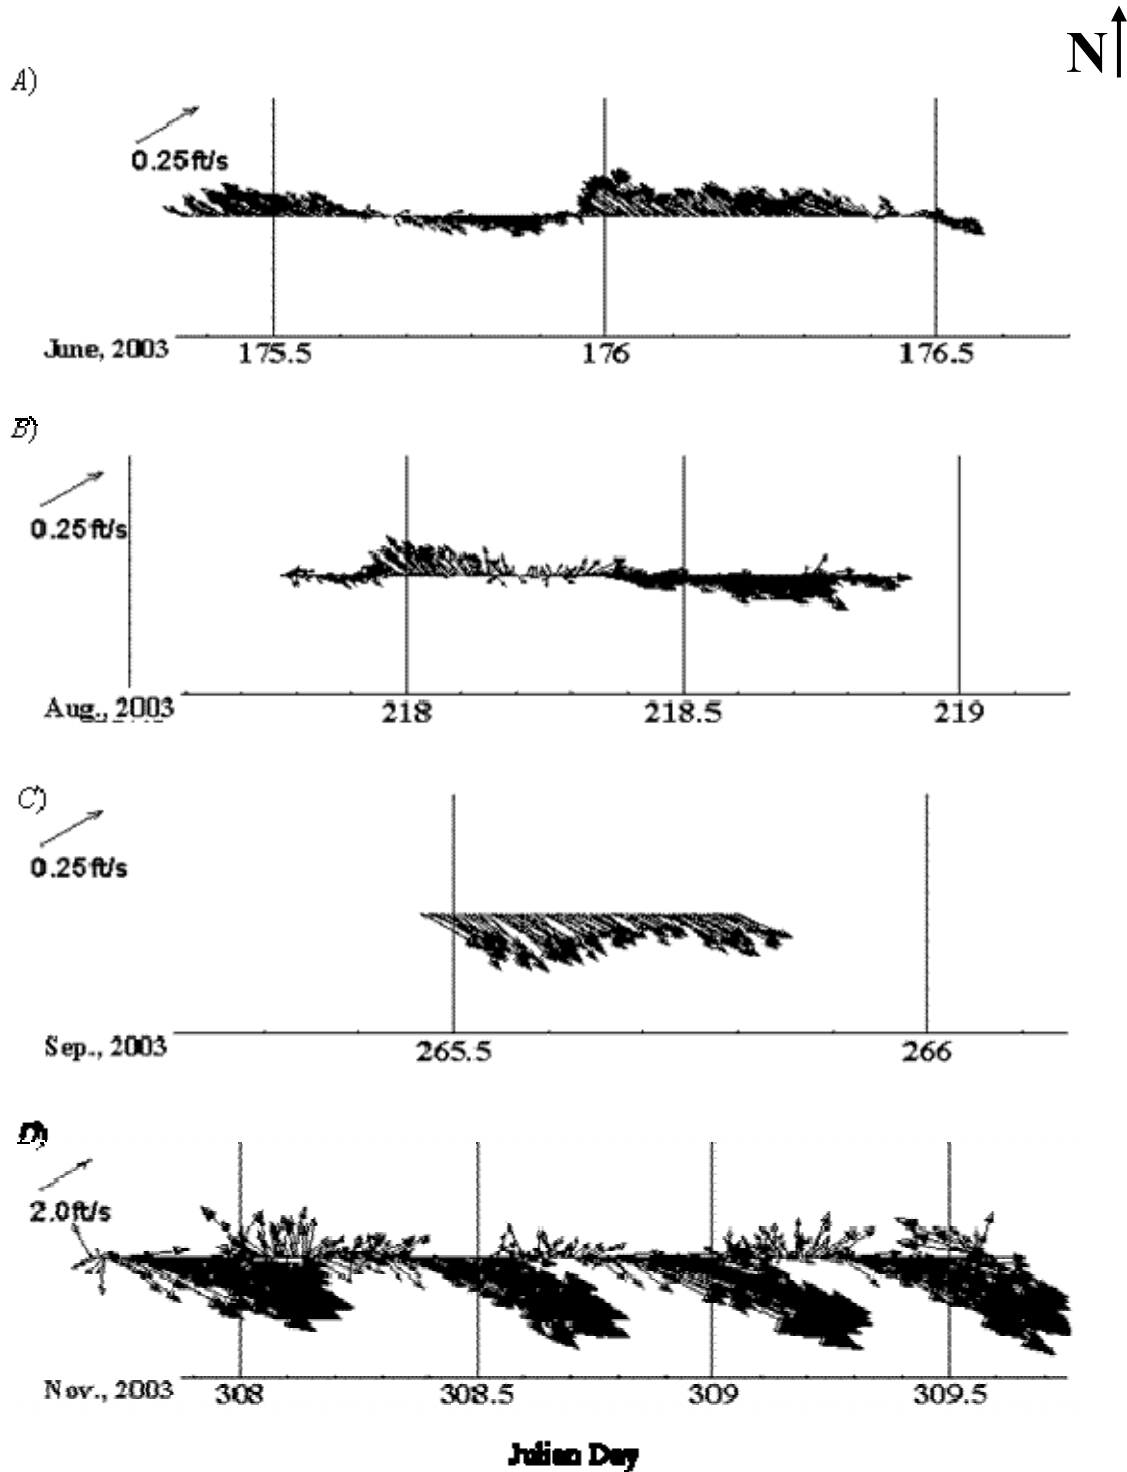 N
A)
0.25ft/s
June, 2003 175.5 176 176.5
B)
0.25ft/s
Aug., 2003 218 218.5 219
C)
0.25ft/s
Sep., 2003 265.5 266
D)
2.0ft/s
Nov., 2003 308 308.5 309 309.5
Julian Day